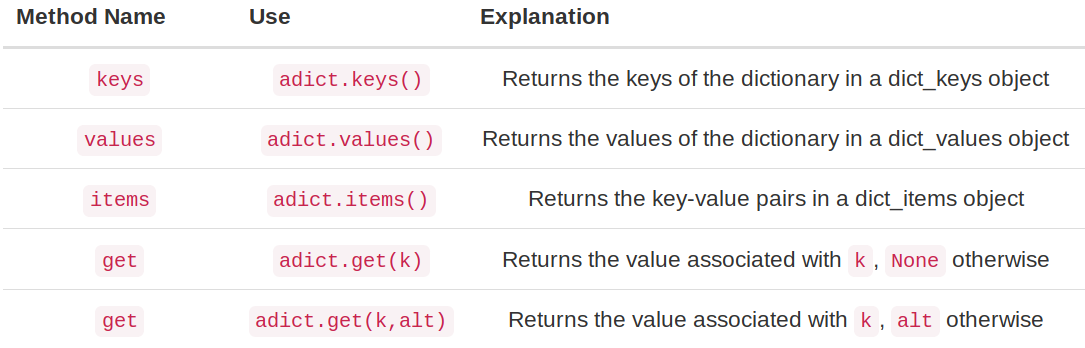 Method Name Use Explanation
keys adict.keys() Returns the keys of the dictionary in a dict_keys object
values adict.values() Returns the values of the dictionary in a dict_values object
items adict.items() Returns the key-value pairs in a dict_items object
get adict.get(k) Returns the value associated with k, None otherwise
get adict.get(k,alt) Returns the value associated with k, alt otherwise